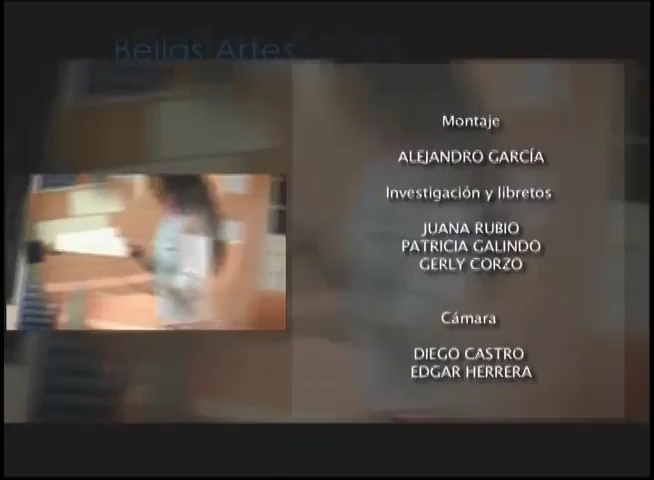 Bellas Artes
Montaje
ALEJANDRO GARCÍA
Investigación y libretos
JUANA RUBIO
PATRICIA GALINDO
GERLY CORZO
Cámara
DIEGO CASTRO
EDGAR HERRERA